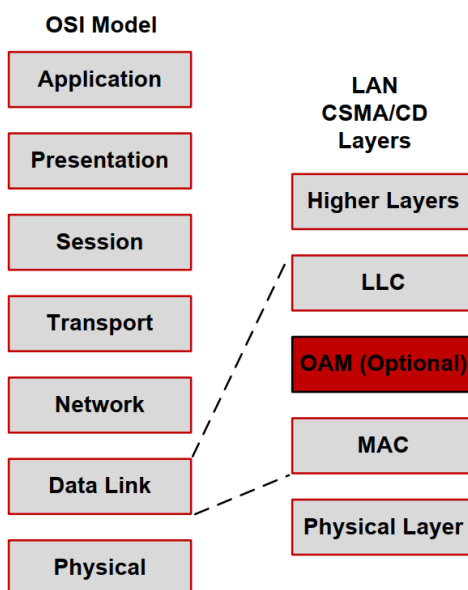 OSI Model
Application
Presentation
Session
Transport
Network
Data Link
Physical
LAN
CSMA/CD
Layers
Higher Layers
LLC
OAM (Optional)
MAC
Physical Layer